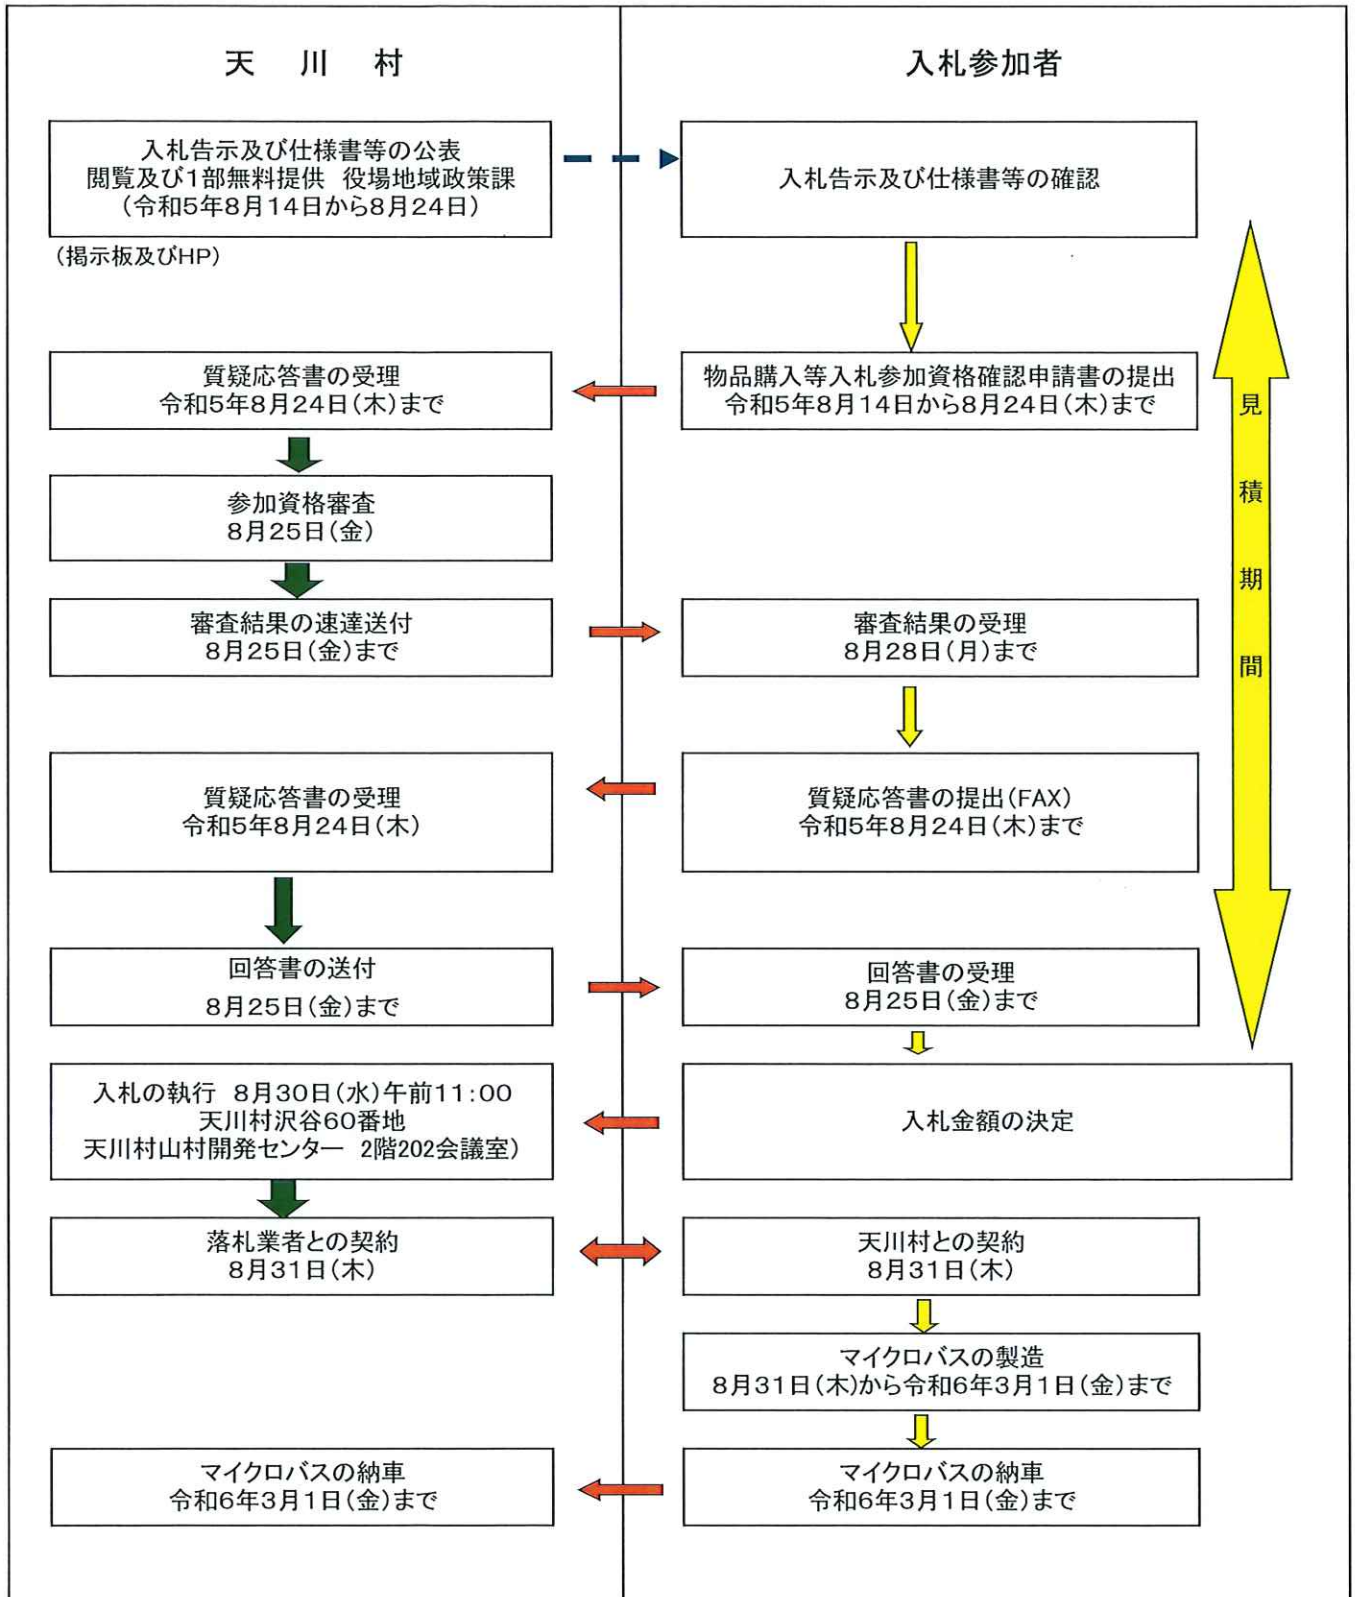 天　川　村
入札参加者
入札告示及び仕様書等の公表
閲覧及び1部無料提供　役場地域政策課
（令和5年8月14日から8月24日）
（掲示板及びHP）
入札告示及び仕様書等の確認
質疑応答書の受理
令和5年8月24日（木）まで
物品購入等入札参加資格確認申請書の提出
令和5年8月14日から8月24日（木）まで
見積期間
参加資格審査
8月25日（金）
審査結果の速達送付
8月25日（金）まで
審査結果の受理
8月28日（月）まで
質疑応答書の受理
令和5年8月24日（木）
質疑応答書の提出（FAX）
令和5年8月24日（木）まで
回答書の送付
8月25日（金）まで
回答書の受理
8月25日（金）まで
入札の執行　8月30日（水）午前11：00
天川村沢谷60番地
天川村山村開発センター　2階202会議室）
入札金額の決定
落札業者との契約
8月31日（木）
天川村との契約
8月31日（木）
マイクロバスの製造
8月31日（木）から令和6年3月1日（金）まで
マイクロバスの納車
令和6年3月1日（金）まで
マイクロバスの納車
令和6年3月1日（金）まで